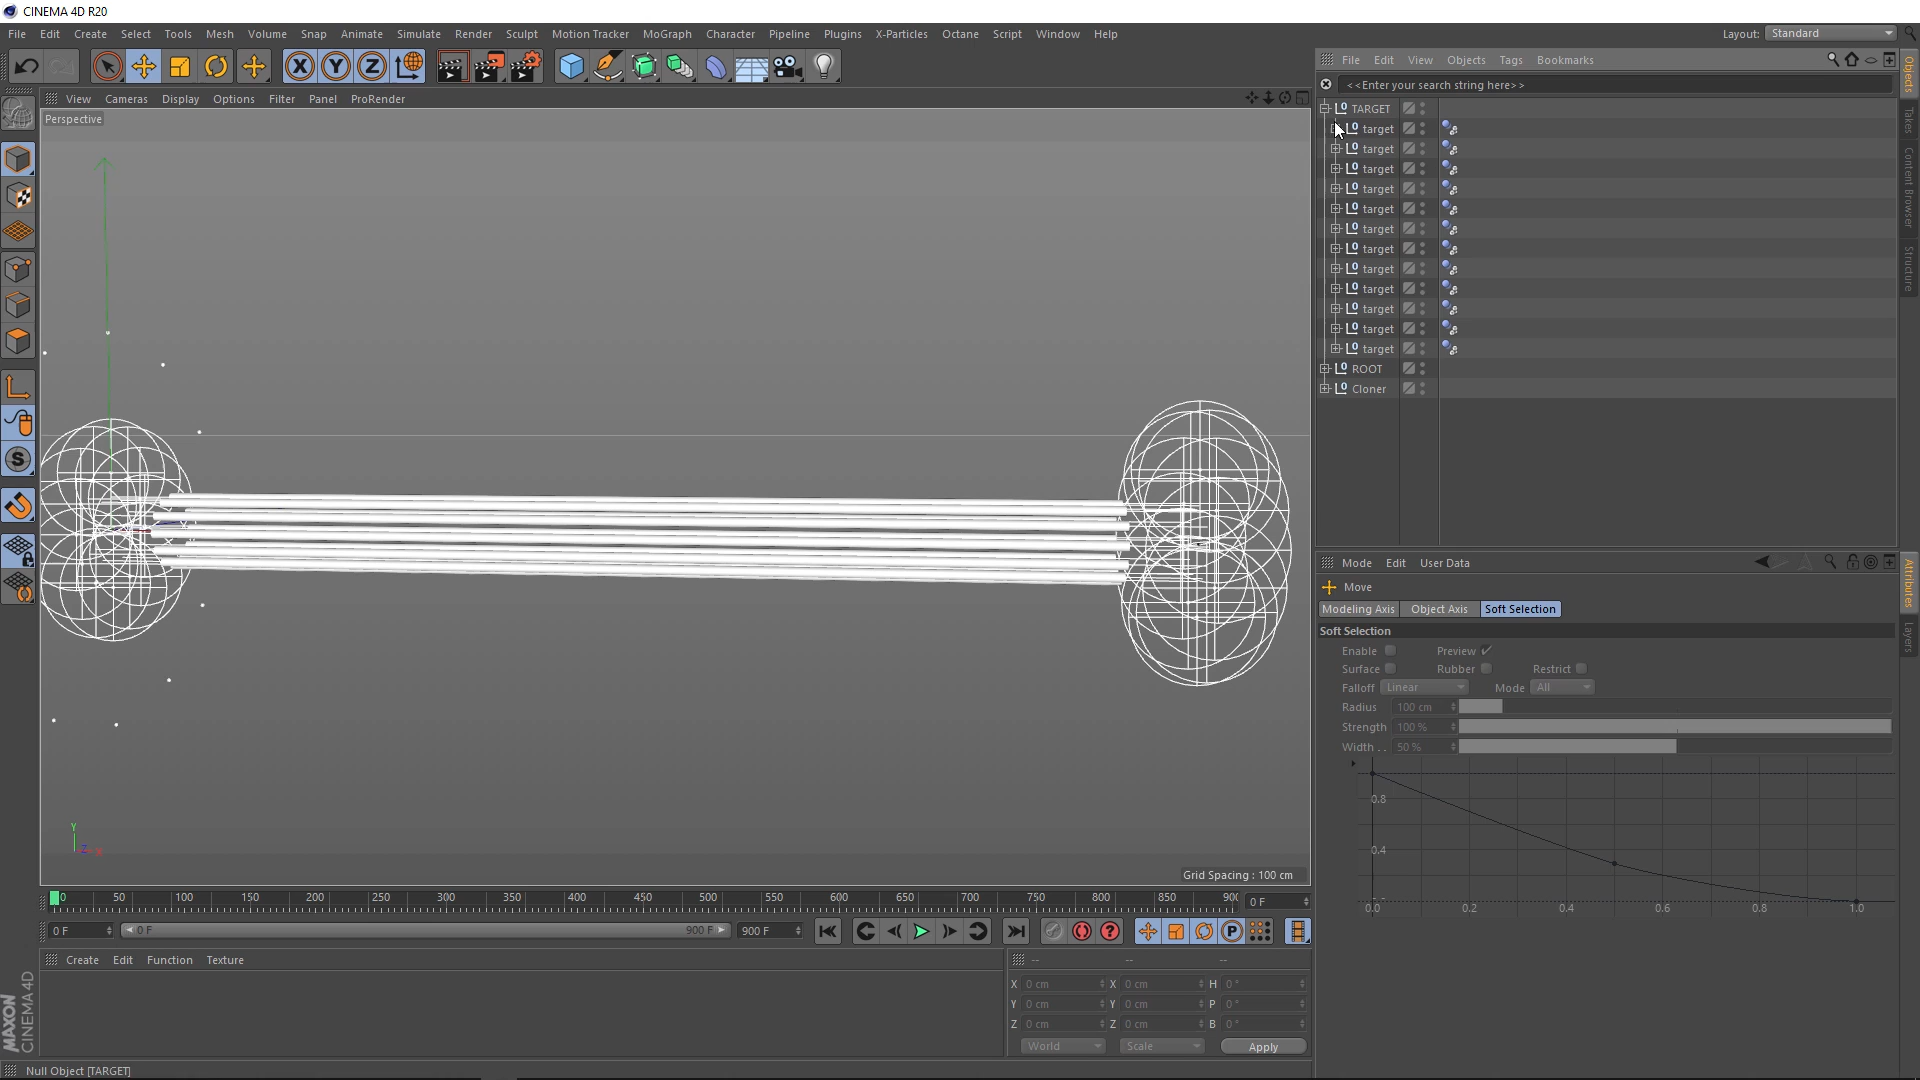 CINEMA 4D R20
File Edit Create Select Tools Mesh Volume Snap Animate Simulate Render Sculpt Motion Tracker MoGraph Character Pipeline Plugins X-Particles Octane Script Window Help
Layout: Standard
File Edit View Objects Tags Bookmarks
<<Enter your search string here>>
View Cameras Display Options Filter Panel ProRender
Perspective
TARGET
target
target
target
target
target
target
target
target
target
target
target
target
ROOT
Cloner
Objects
Takes
Content Browser
Structure
Mode Edit User Data
Move
Modeling Axis Object Axis Soft Selection
Soft Selection
Enable Preview
Surface Rubber Restrict
Falloff Linear Mode All
Radius 100 cm
Strength 100 %
Width . . 50 %
0.8
0.4
0.0 0.2 0.4 0.6 0.8 1.0
Attributes
Layers
Y
Z X
Grid Spacing : 100 cm
0 50 100 150 200 250 300 350 400 450 500 550 600 650 700 750 800 850 900
0 F
0 F 0 F 900 F 900 F
Create Edit Function Texture
-- -- --
X 0 cm X 0 cm H 0 °
Y 0 cm Y 0 cm P 0 °
Z 0 cm Z 0 cm B 0 °
World Scale Apply
MAXON
CINEMA 4D
Null Object [TARGET]